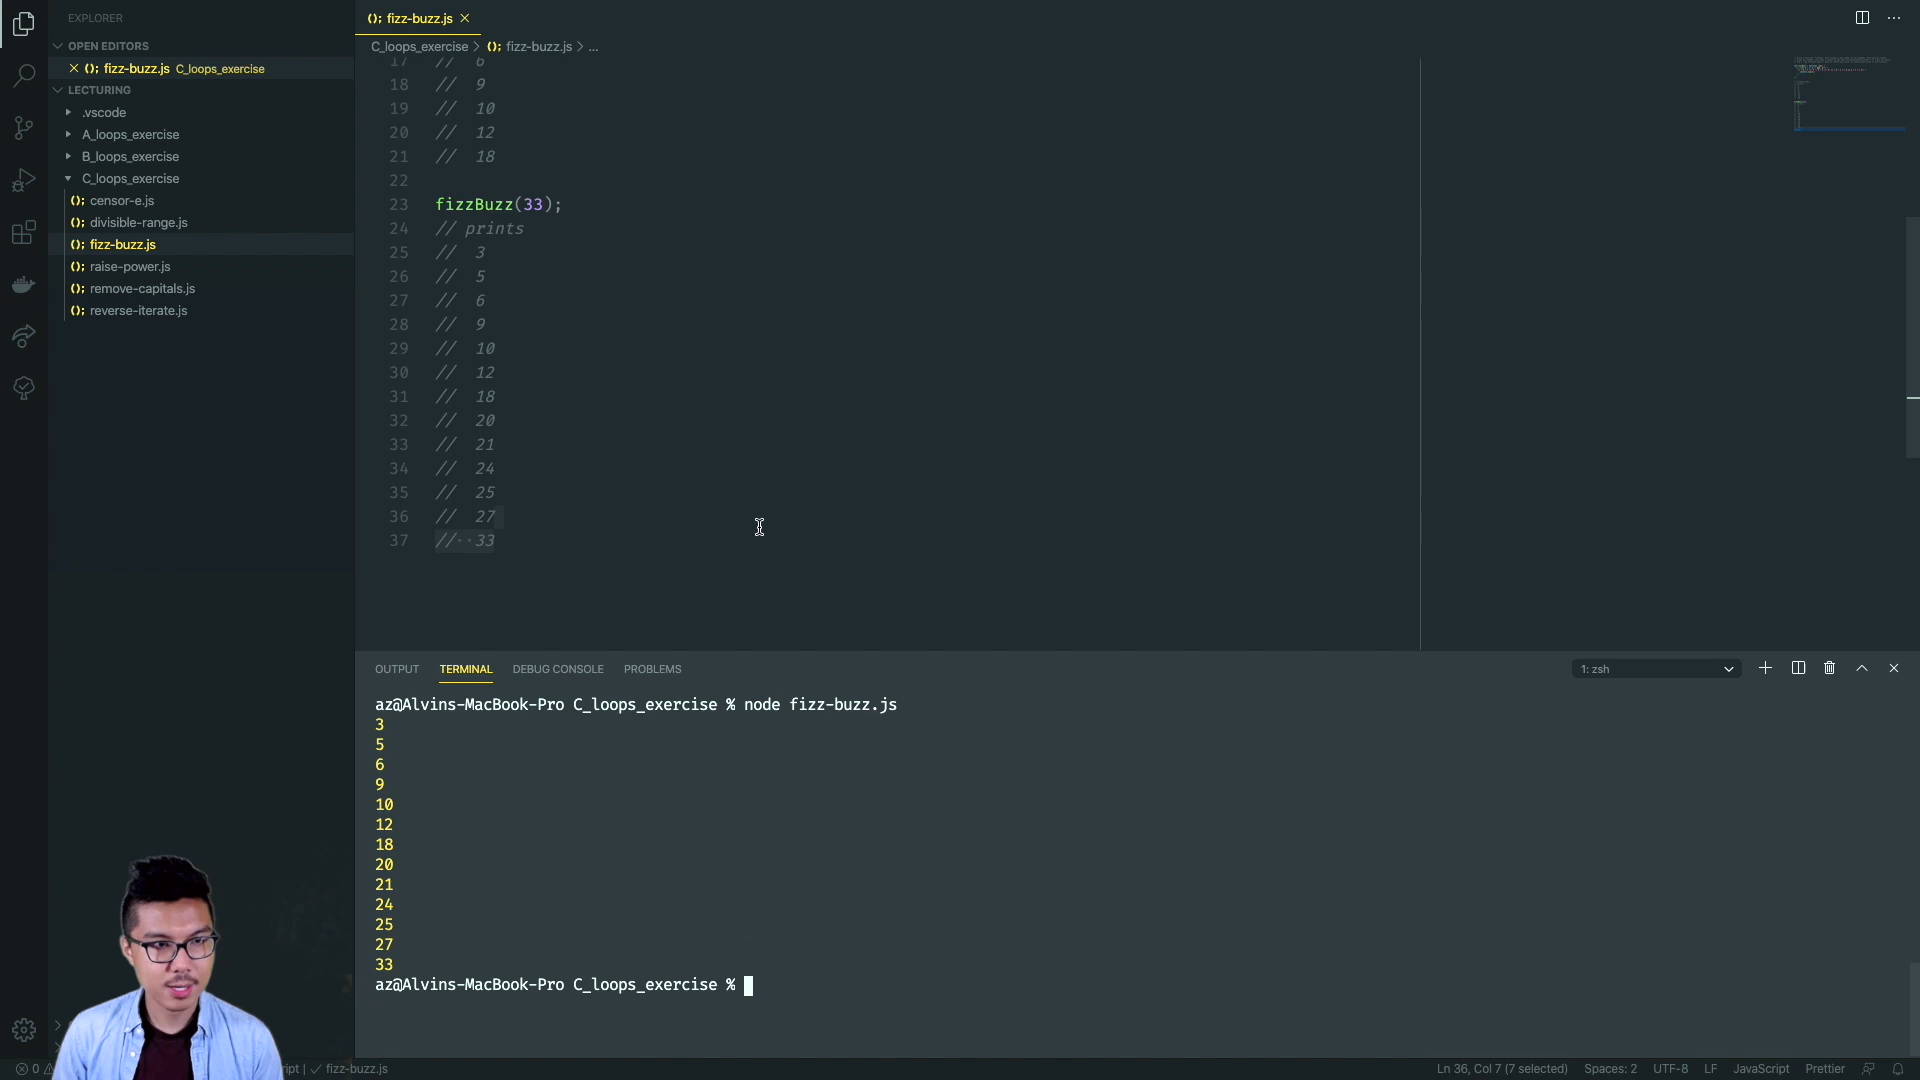 EXPLORER
OPEN EDITORS
(); fizz-buzz.js C_loops_exercise
LECTURING
.vscode
A_loops_exercise
B_loops_exercise
C_loops_exercise
(); censor-e.js
(); divisible-range.js
(); fizz-buzz.js
(); raise-power.js
(); remove-capitals.js
(); reverse-iterate.js
(); fizz-buzz.js
C_loops_exercise > (); fizz-buzz.js > ...
17 // 6
18 // 9
19 // 10
20 // 12
21 // 18
22
23 fizzBuzz(33);
24 // prints
25 // 3
26 // 5
27 // 6
28 // 9
29 // 10
30 // 12
31 // 18
32 // 20
33 // 21
34 // 24
35 // 25
36 // 27
37 //··33
OUTPUT TERMINAL DEBUG CONSOLE PROBLEMS
1: zsh
az@Alvins-MacBook-Pro C_loops_exercise % node fizz-buzz.js
3
5
6
9
10
12
18
20
21
24
25
27
33
az@Alvins-MacBook-Pro C_loops_exercise %
0
ript | ✓ fizz-buzz.js
Ln 36, Col 7 (7 selected) Spaces: 2 UTF-8 LF JavaScript Prettier